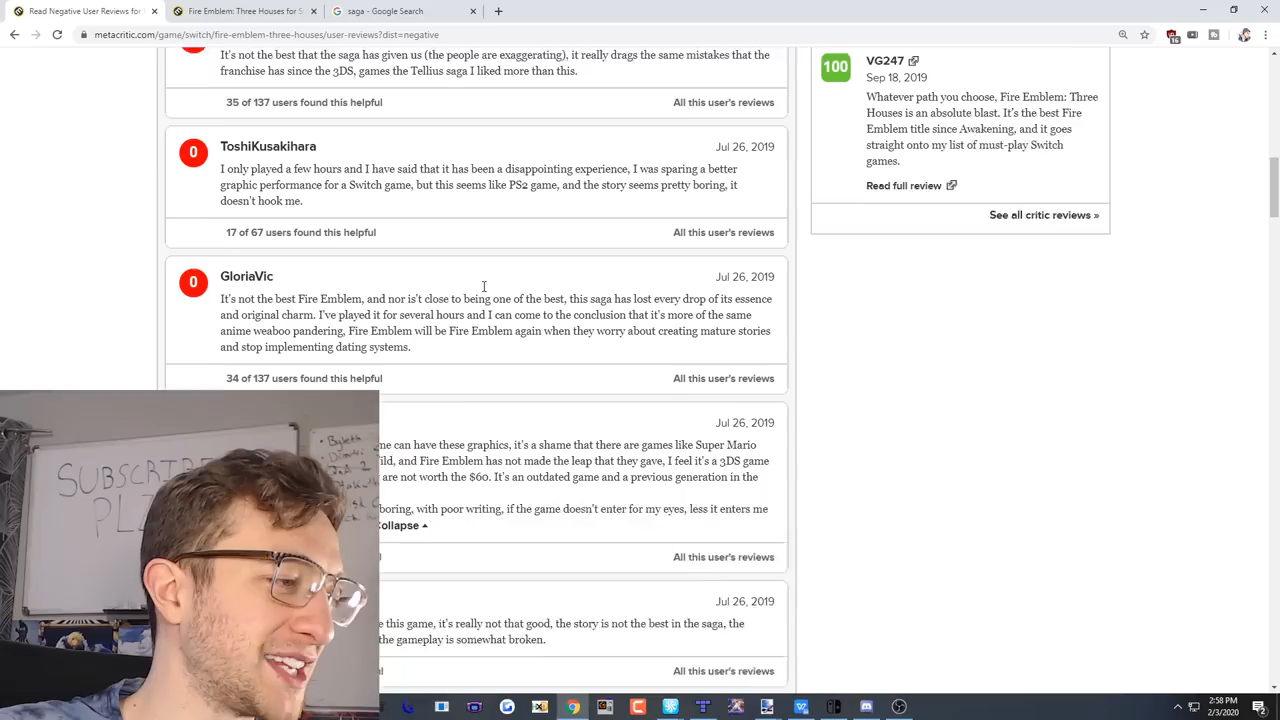 Read Negative User Reviews for
Fire Emblem: Three Houses for S
saga - Google Search
metacritic.com/game/switch/fire-emblem-three-houses/user-reviews?dist=negative
15
0
It's not the best that the saga has given us (the people are exaggerating), it really drags the same mistakes that the
franchise has since the 3DS, games the Tellius saga I liked more than this.
35 of 137 users found this helpful
All this user's reviews
0
ToshiKusakihara
Jul 26, 2019
I only played a few hours and I have said that it has been a disappointing experience, I was sparing a better
graphic performance for a Switch game, but this seems like PS2 game, and the story seems pretty boring, it
doesn't hook me.
17 of 67 users found this helpful
All this user's reviews
0
GloriaVic
Jul 26, 2019
It's not the best Fire Emblem, and nor is't close to being one of the best, this saga has lost every drop of its essence
and original charm. I've played it for several hours and I can come to the conclusion that it's more of the same
anime weaboo pandering, Fire Emblem will be Fire Emblem again when they worry about creating mature stories
and stop implementing dating systems.
34 of 137 users found this helpful
All this user's reviews
Jul 26, 2019
ne can have these graphics, it's a shame that there are games like Super Mario
ild, and Fire Emblem has not made the leap that they gave, I feel it's a 3DS game
are not worth the $60. It's an outdated game and a previous generation in the
boring, with poor writing, if the game doesn't enter for my eyes, less it enters me
Collapse
All this user's reviews
Jul 26, 2019
e this game, it's really not that good, the story is not the best in the saga, the
the gameplay is somewhat broken.
All this user's reviews
100
VG247
Sep 18, 2019
Whatever path you choose, Fire Emblem: Three
Houses is an absolute blast. It's the best Fire
Emblem title since Awakening, and it goes
straight onto my list of must-play Switch
games.
Read full review
See all critic reviews »
SUBSCRIBE
PL
Byleth
2:58 PM
2/3/2020